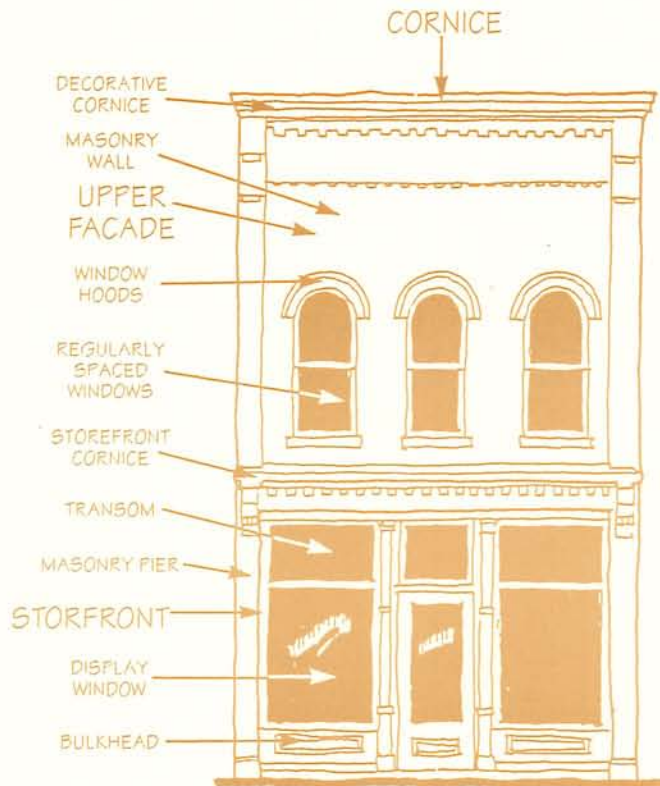 CORNICE
DECORATIVE
CORNICE
MASONRY
WALL
UPPER
FACADE
WINDOW
HOODS
REGULARLY
SPACED
WINDOWS
STOREFRONT
CORNICE
TRANSOM
MASONRY PIER
STORFRONT
DISPLAY
WINDOW
BULKHEAD